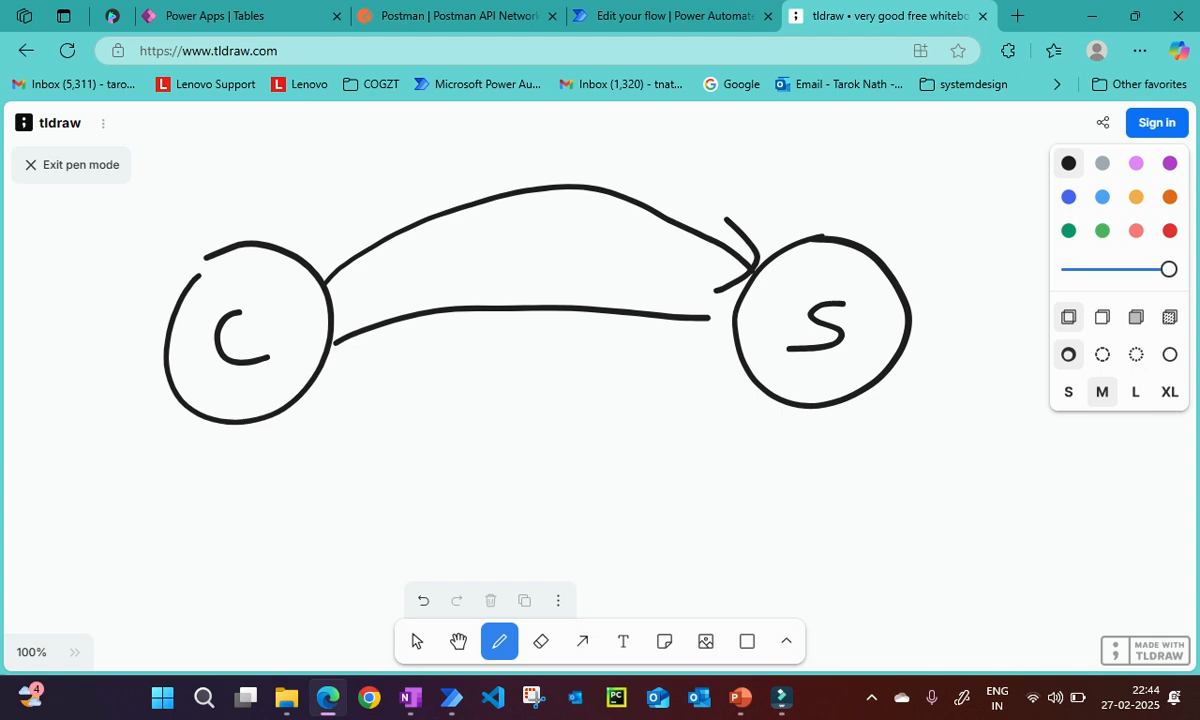 Power Apps | Tables
Postman | Postman API Network
Edit your flow | Power Automate
tldraw • very good free whitebo
https://www.tldraw.com
Inbox (5,311) - taro...
Lenovo Support
Lenovo
COGZT
Microsoft Power Au...
Inbox (1,320) - tnat...
Google
Email - Tarok Nath -...
systemdesign
Other favorites
tldraw
Sign in
Exit pen mode
C
S
S M L XL
T
100%
MADE WITH
TLDRAW
4
PC
ENG
IN
22:44
27-02-2025